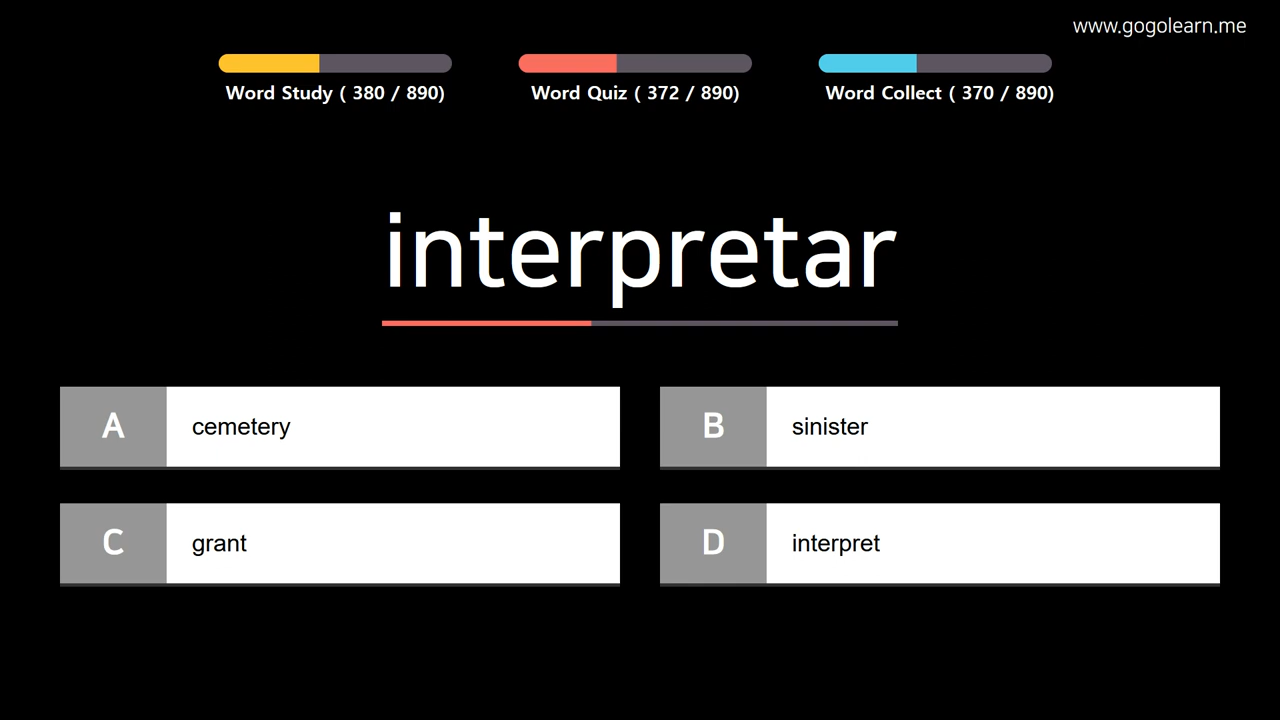 www.gogolearn.me
Word Study ( 380 / 890)
Word Quiz ( 372 / 890)
Word Collect ( 370 / 890)
interpretar
A cemetery
B sinister
C grant
D interpret